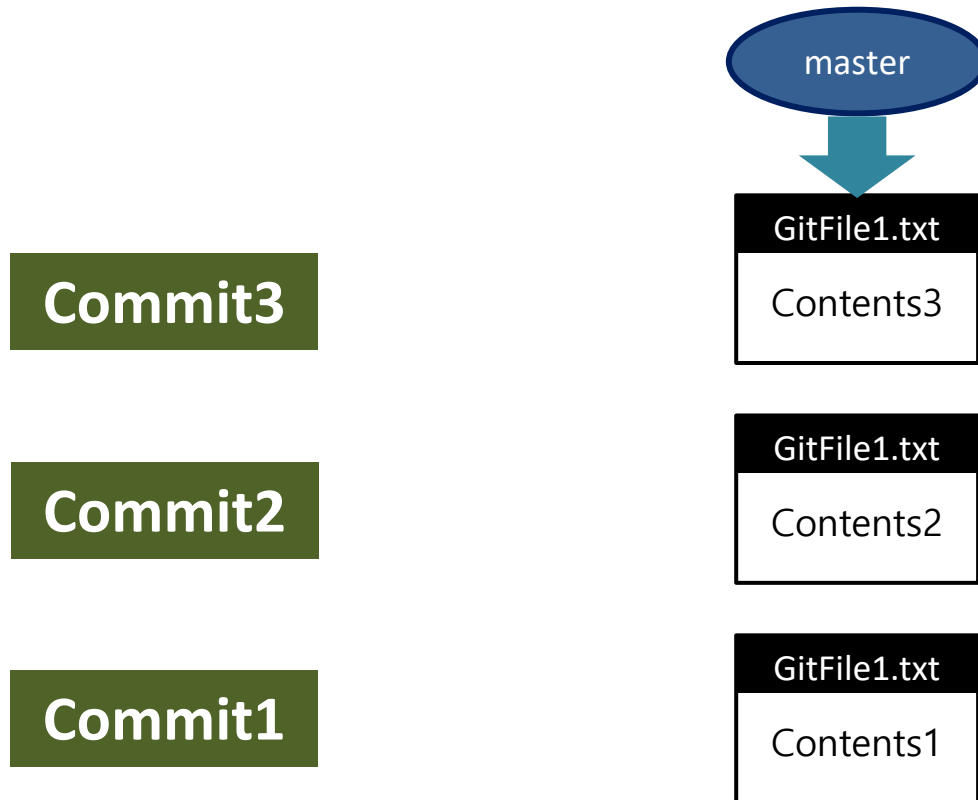 master
GitFile1.txt
Commit3
Contents3
GitFile1.txt
Commit2
Contents2
GitFile1.txt
Commit1
Contents1